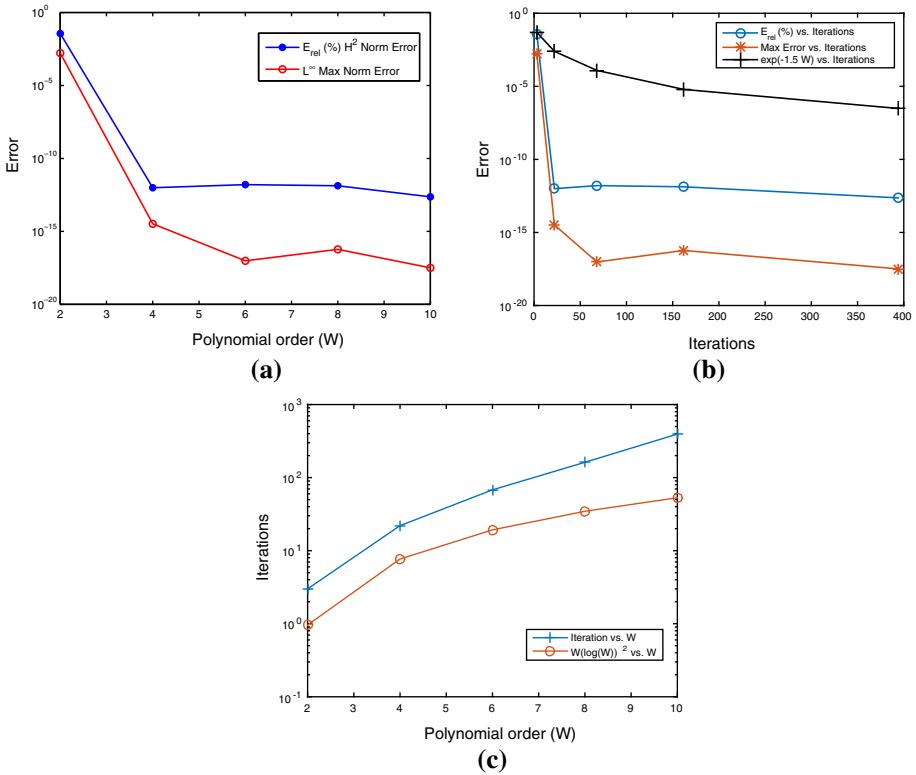 10^0
10^-5
10^-10
10^-15
10^-20
Error
2 3 4 5 6 7 8 9 10
Polynomial order (W)
E_rel (%) H^2 Norm Error
L^∞ Max Norm Error
(a)
10^0
10^-5
10^-10
10^-15
10^-20
Error
0 50 100 150 200 250 300 350 400
Iterations
E_rel (%) vs. Iterations
Max Error vs. Iterations
exp(-1.5 W) vs. Iterations
(b)
10^3
10^2
10^1
10^0
10^-1
Iterations
2 3 4 5 6 7 8 9 10
Polynomial order (W)
Iteration vs. W
W(log(W))^2 vs. W
(c)